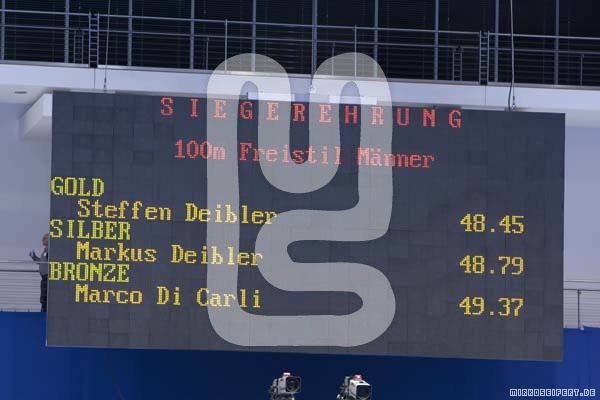 SIEGEREHRUNG
100m Freistil Männer
GOLD
Steffen Deibler 48.45
SILBER
Markus Deibler 48.79
BRONZE
Marco Di Carli 49.37
MIRKOSEIFERT.DE